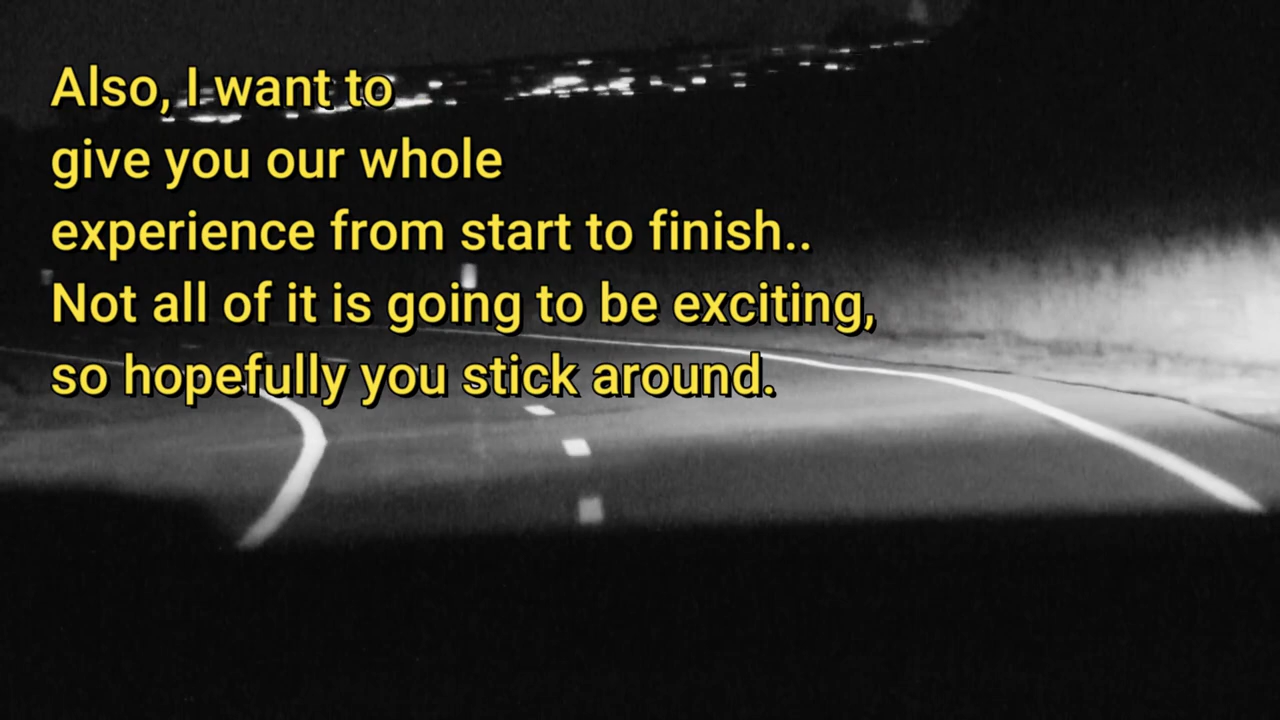 Also, I want to
give you our whole
experience from start to finish..
Not all of it is going to be exciting,
so hopefully you stick around.